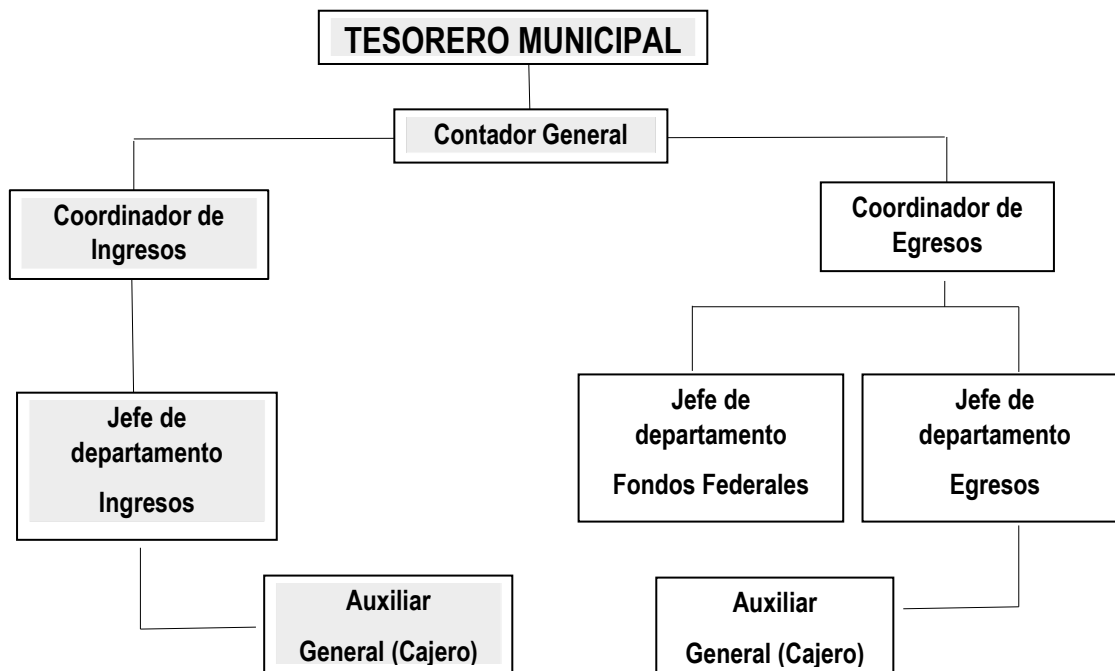 TESORERO MUNICIPAL
Contador General
Coordinador de
Ingresos
Coordinador de
Egresos
Jefe de
departamento
Ingresos
Jefe de
departamento
Fondos Federales
Jefe de
departamento
Egresos
Auxiliar
General (Cajero)
Auxiliar
General (Cajero)